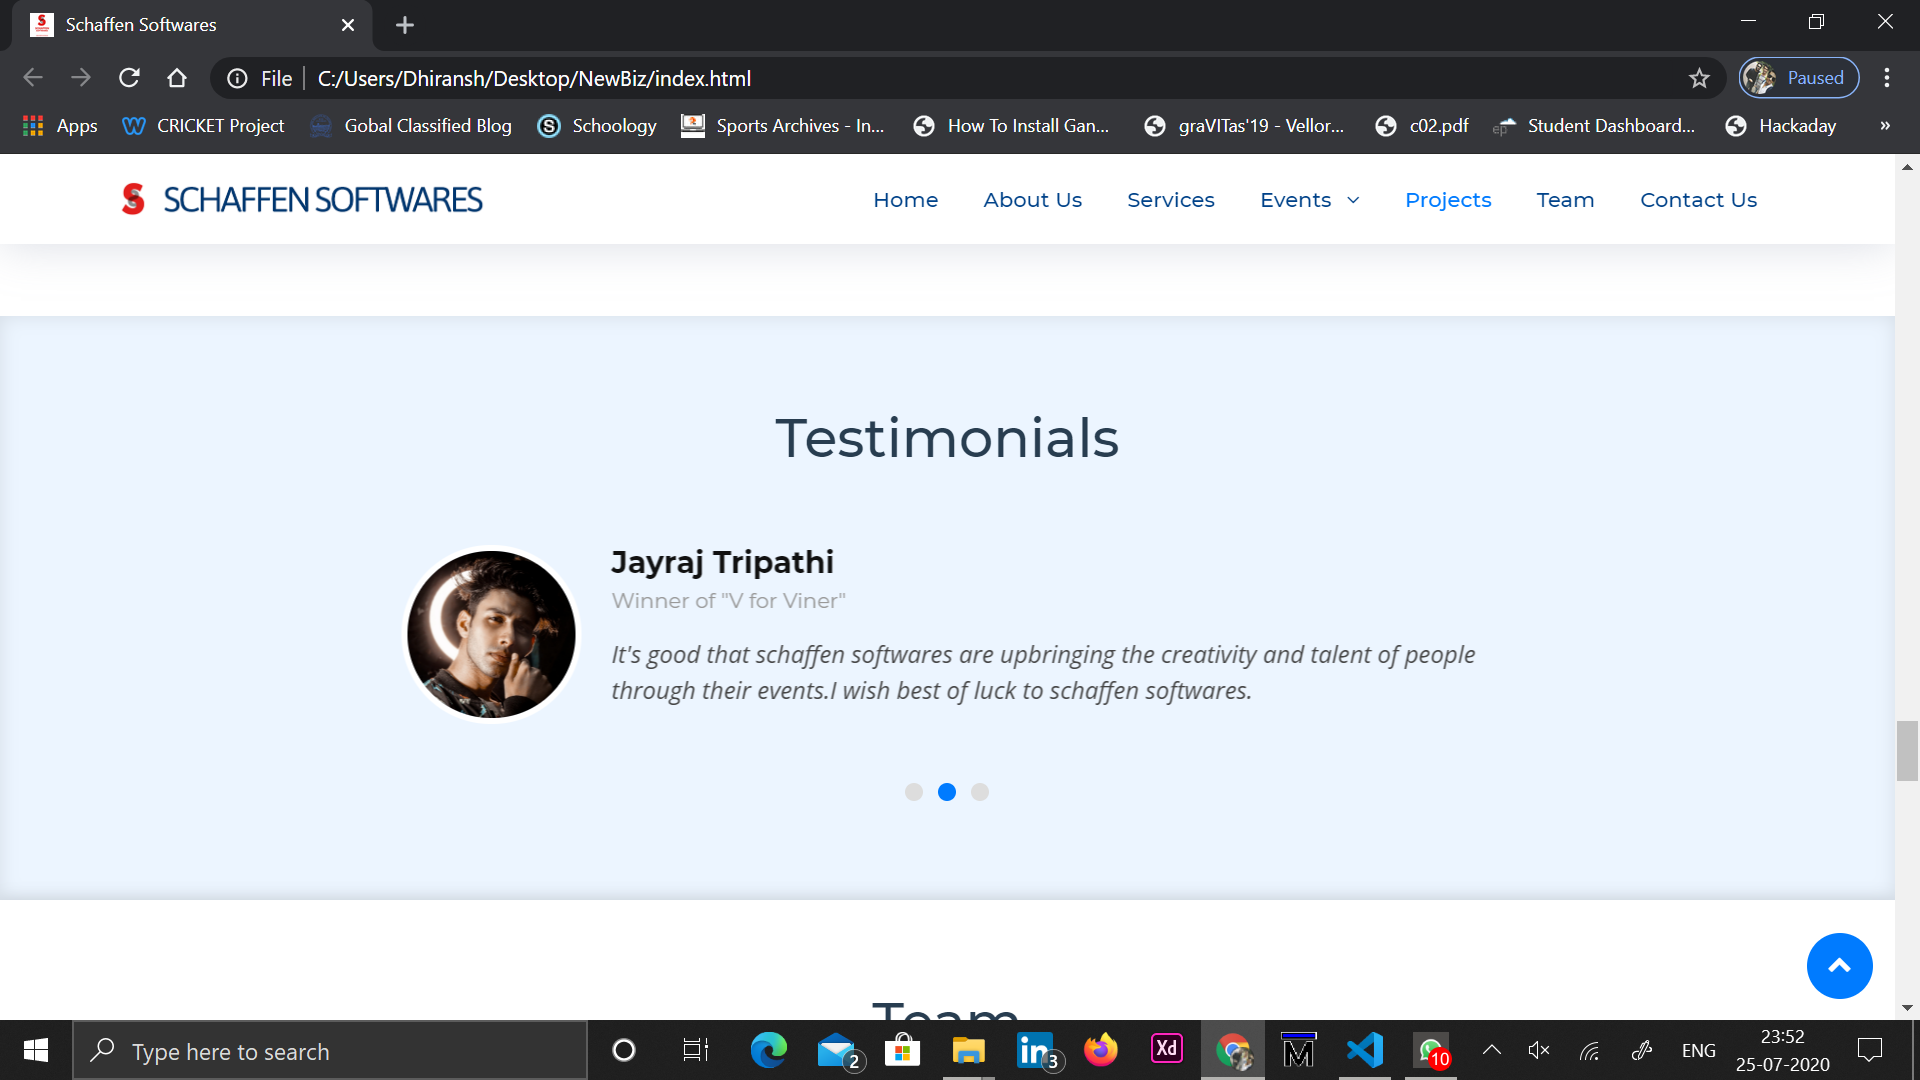 Schaffen Softwares
File C:/Users/Dhiransh/Desktop/NewBiz/index.html Paused
Apps CRICKET Project Gobal Classified Blog Schoology Sports Archives - In... How To Install Gan... graVITas'19 - Vellor... c02.pdf Student Dashboard... Hackaday »
SCHAFFEN SOFTWARES Home About Us Services Events Projects Team Contact Us
Testimonials
Jayraj Tripathi
Winner of "V for Viner"
It's good that schaffen softwares are upbringing the creativity and talent of people
through their events.I wish best of luck to schaffen softwares.
Team
Type here to search 2 in 3 Xd M 10 ENG 23:52
25-07-2020